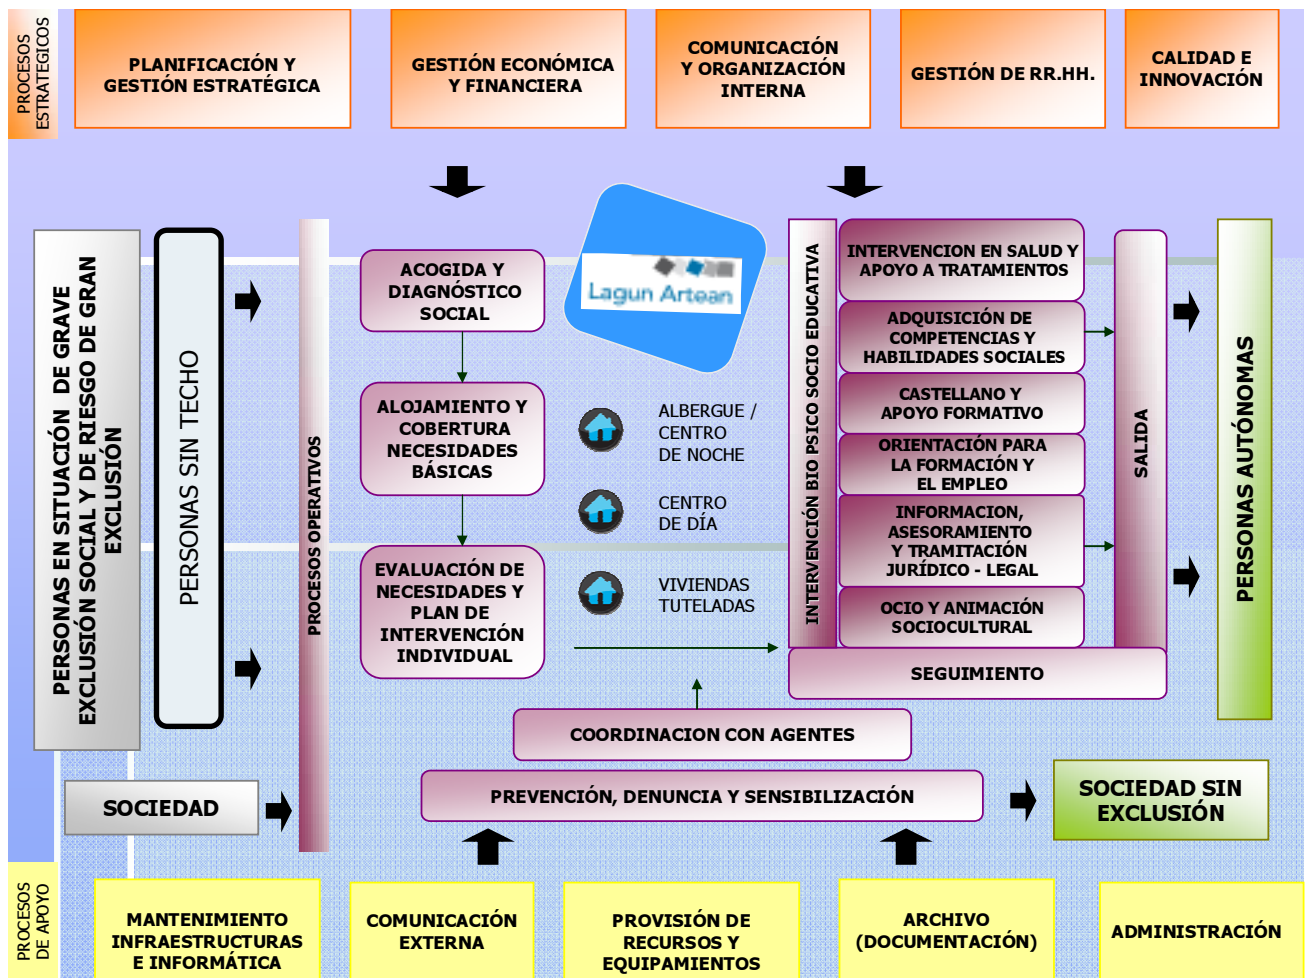 PROCESOS
ESTRATEGICOS
PLANIFICACIÓN Y
GESTIÓN ESTRATÉGICA
GESTIÓN ECONÓMICA
Y FINANCIERA
COMUNICACIÓN
Y ORGANIZACIÓN
INTERNA
GESTIÓN DE RR.HH.
CALIDAD E
INNOVACIÓN
PERSONAS EN SITUACIÓN DE GRAVE
EXCLUSIÓN SOCIAL Y DE RIESGO DE GRAN
EXCLUSIÓN
PERSONAS SIN TECHO
PROCESOS OPERATIVOS
ACOGIDA Y
DIAGNÓSTICO
SOCIAL
ALOJAMIENTO Y
COBERTURA
NECESIDADES
BÁSICAS
EVALUACIÓN DE
NECESIDADES Y
PLAN DE
INTERVENCIÓN
INDIVIDUAL
Lagun Artean
ALBERGUE /
CENTRO
DE NOCHE
CENTRO
DE DÍA
VIVIENDAS
TUTELADAS
INTERVENCIÓN BIO PSICO SOCIO EDUCATIVA
INTERVENCION EN SALUD Y
APOYO A TRATAMIENTOS
ADQUISICIÓN DE
COMPETENCIAS Y
HABILIDADES SOCIALES
CASTELLANO Y
APOYO FORMATIVO
ORIENTACIÓN PARA
LA FORMACIÓN Y
EL EMPLEO
INFORMACION,
ASESORAMIENTO
Y TRAMITACIÓN
JURÍDICO - LEGAL
OCIO Y ANIMACIÓN
SOCIOCULTURAL
SALIDA
SEGUIMIENTO
PERSONAS AUTÓNOMAS
COORDINACION CON AGENTES
SOCIEDAD
PREVENCIÓN, DENUNCIA Y SENSIBILIZACIÓN
SOCIEDAD SIN
EXCLUSIÓN
PROCESOS
DE APOYO
MANTENIMIENTO
INFRAESTRUCTURAS
E INFORMÁTICA
COMUNICACIÓN
EXTERNA
PROVISIÓN DE
RECURSOS Y
EQUIPAMIENTOS
ARCHIVO
(DOCUMENTACIÓN)
ADMINISTRACIÓN